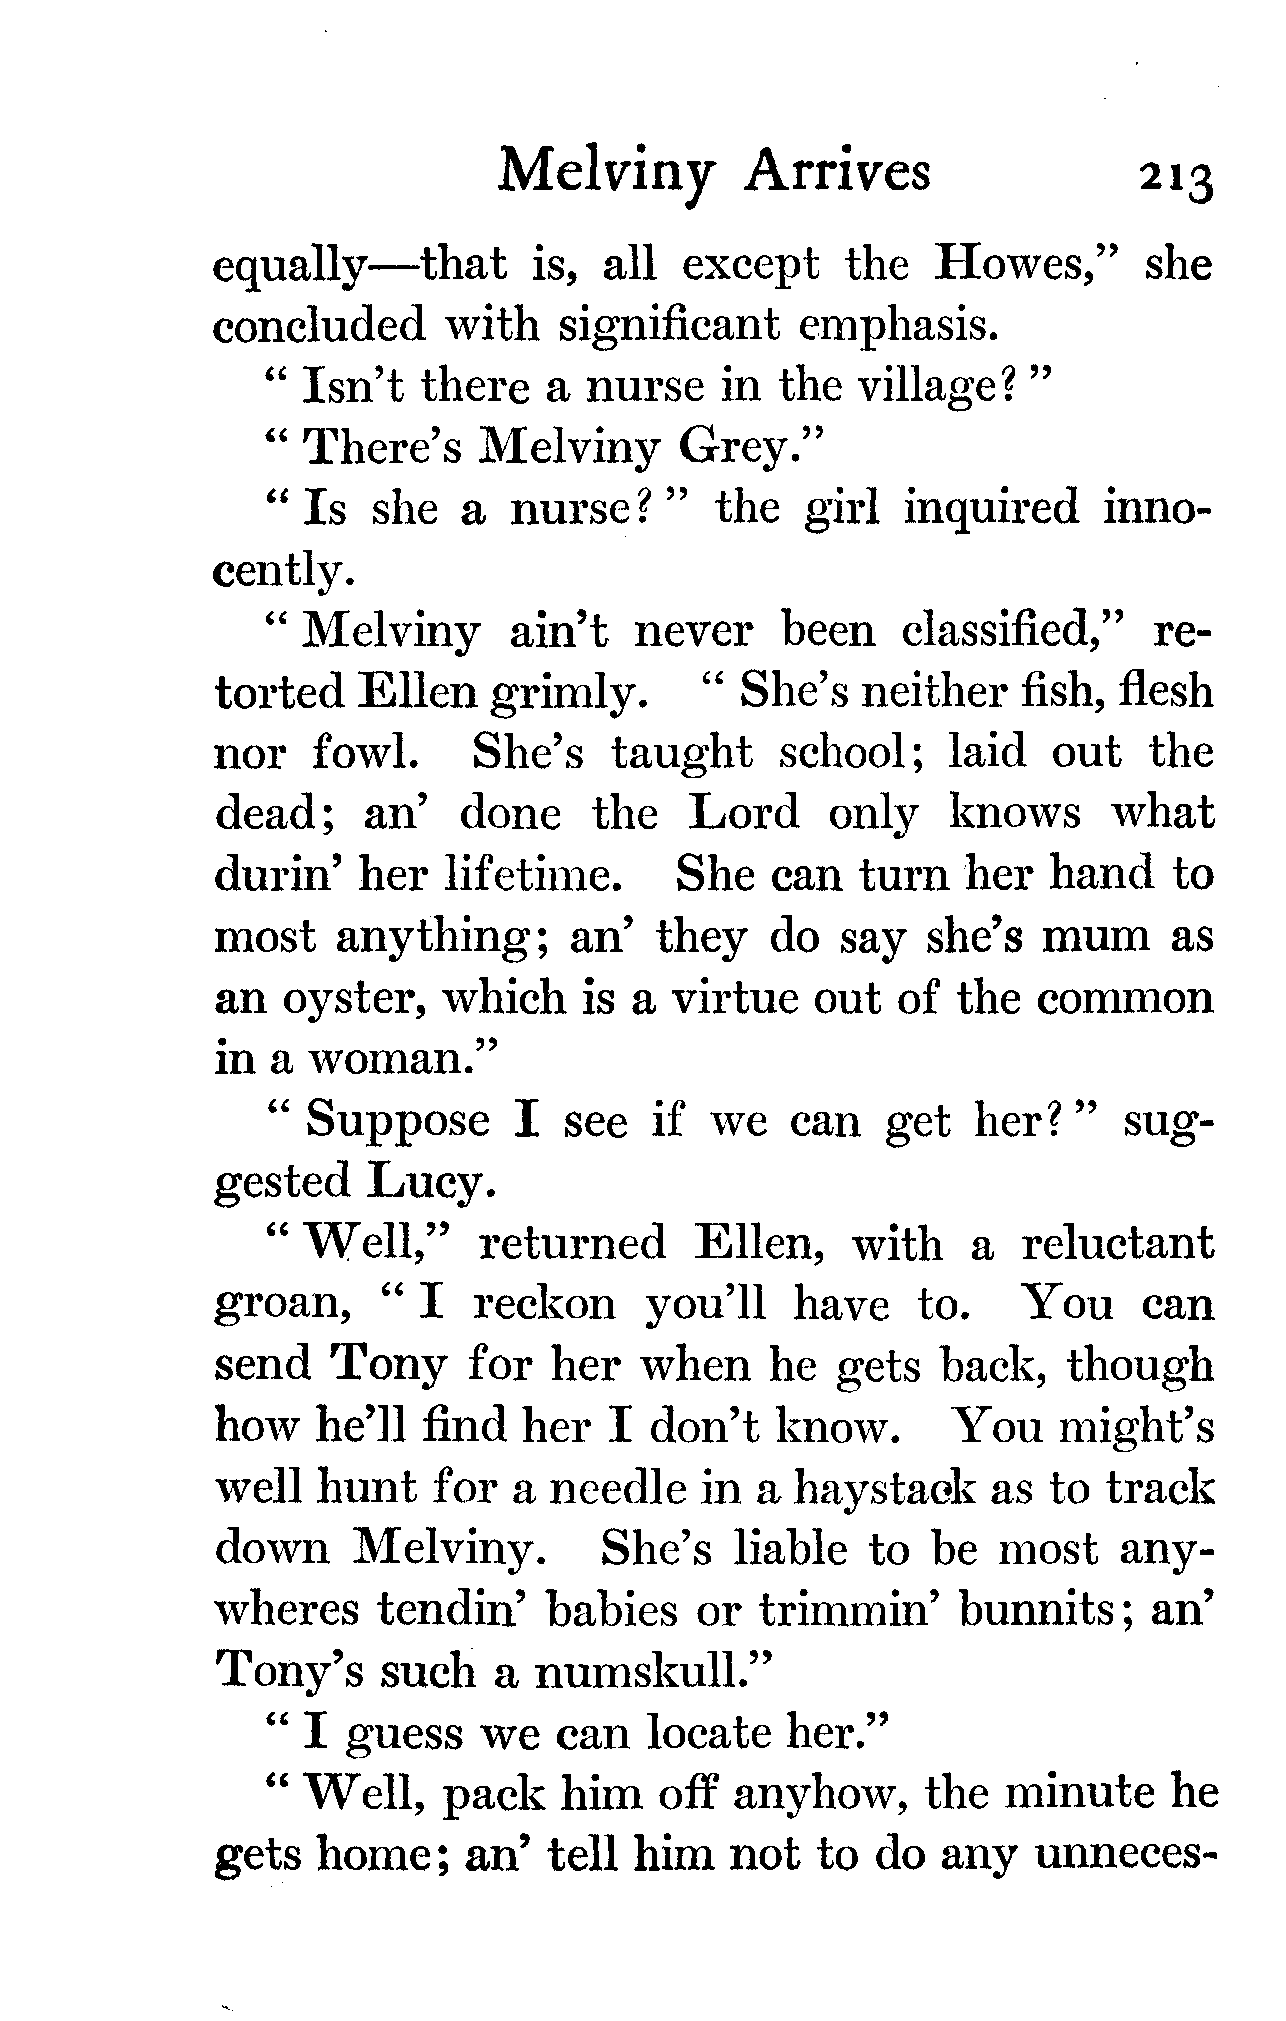 Melviny Arrives 213
equally—that is, all except the Howes,” she
concluded with significant emphasis.
“ Isn’t there a nurse in the village? ”
“ There’s Melviny Grey.”
“ Is she a nurse? ” the girl inquired inno-
cently.
“ Melviny ain’t never been classified,” re-
torted Ellen grimly. “ She’s neither fish, flesh
nor fowl. She’s taught school; laid out the
dead; an’ done the Lord only knows what
durin’ her lifetime. She can turn her hand to
most anything; an’ they do say she’s mum as
an oyster, which is a virtue out of the common
in a woman.”
“ Suppose I see if we can get her? ” sug-
gested Lucy.
“ Well,” returned Ellen, with a reluctant
groan, “ I reckon you’ll have to. You can
send Tony for her when he gets back, though
how he’ll find her I don’t know. You might’s
well hunt for a needle in a haystack as to track
down Melviny. She’s liable to be most any-
wheres tendin’ babies or trimmin’ bunnits; an’
Tony’s such a numskull.”
“ I guess we can locate her.”
“ Well, pack him off anyhow, the minute he
gets home; an’ tell him not to do any unneces-